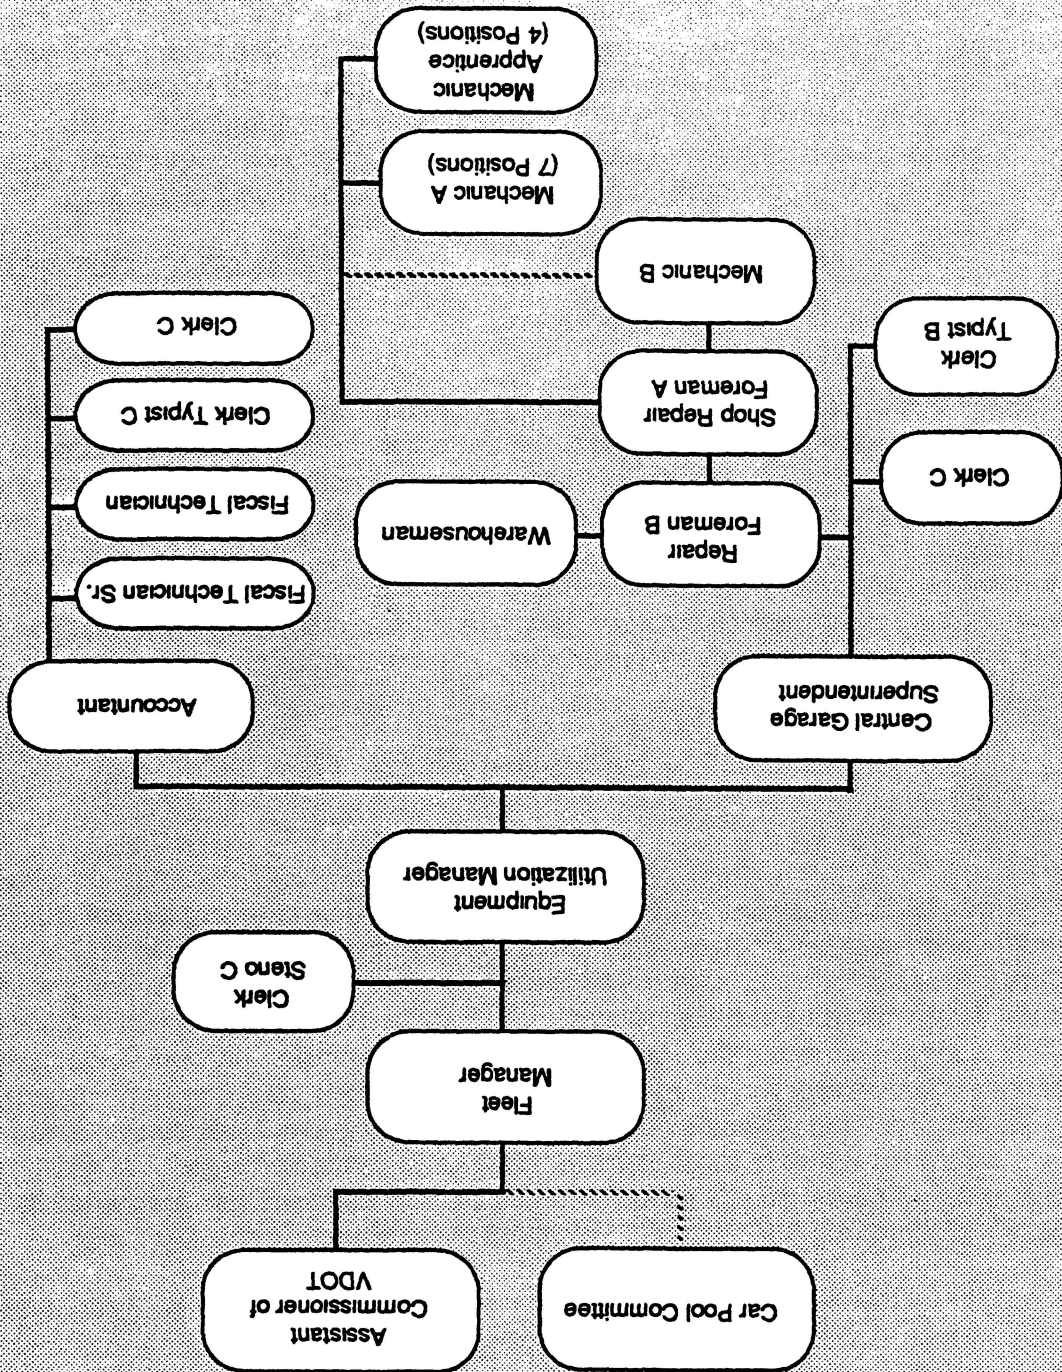 Car Pool Committee
Assistant
Commissioner of
VDOT
Fleet
Manager
Clerk
Steno C
Equipment
Utilization Manager
Central Garage
Superintendent
Clerk C
Clerk
Typist B
Repair
Foreman B
Warehouseman
Shop Repair
Foreman A
Mechanic B
Mechanic A
(7 Positions)
Mechanic
Apprentice
(4 Positions)
Accountant
Fiscal Technician Sr.
Fiscal Technician
Clerk Typist C
Clerk C